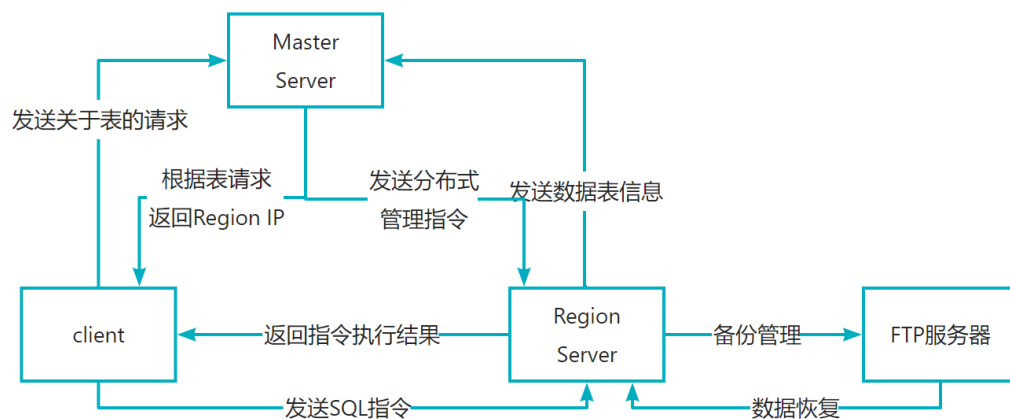 Master
Server
发送关于表的请求
根据表请求
返回Region IP
发送分布式
管理指令
发送数据表信息
client
返回指令执行结果
Region
Server
备份管理
FTP服务器
发送SQL指令
数据恢复